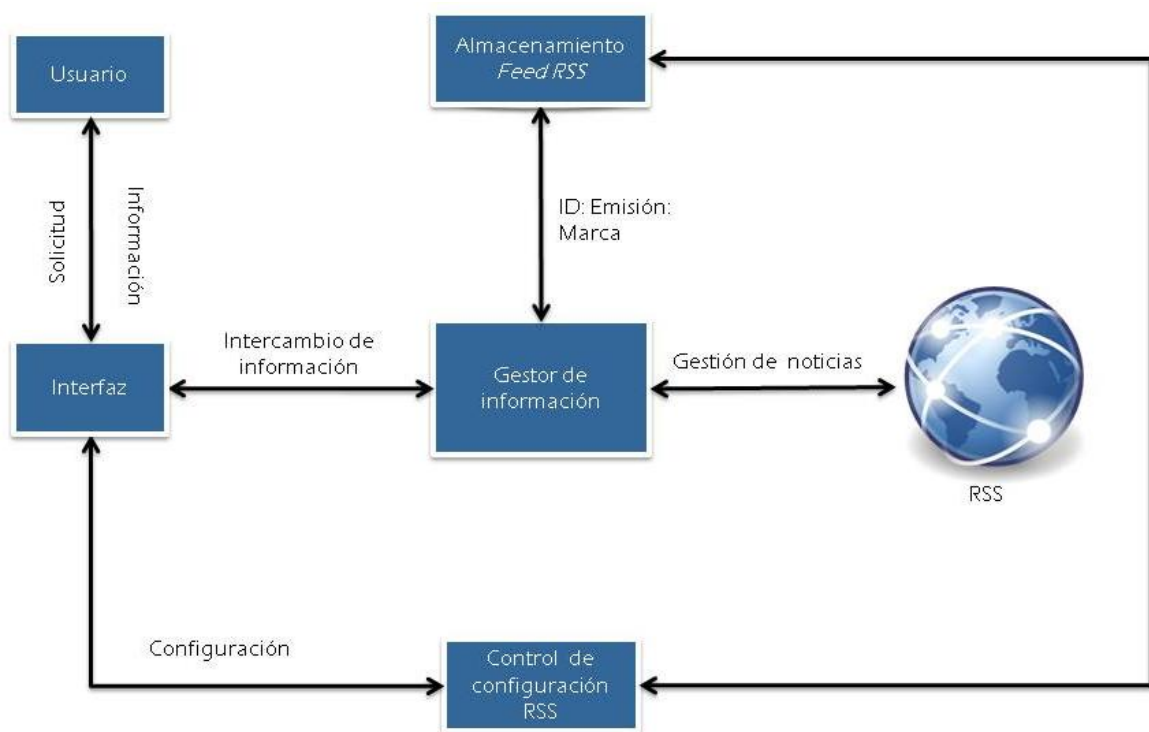 Usuario
Almacenamiento
Feed RSS
Solicitud
Información
ID: Emisión:
Marca
Interfaz
Intercambio de
información
Gestor de
información
Gestión de noticias
RSS
Configuración
Control de
configuración
RSS